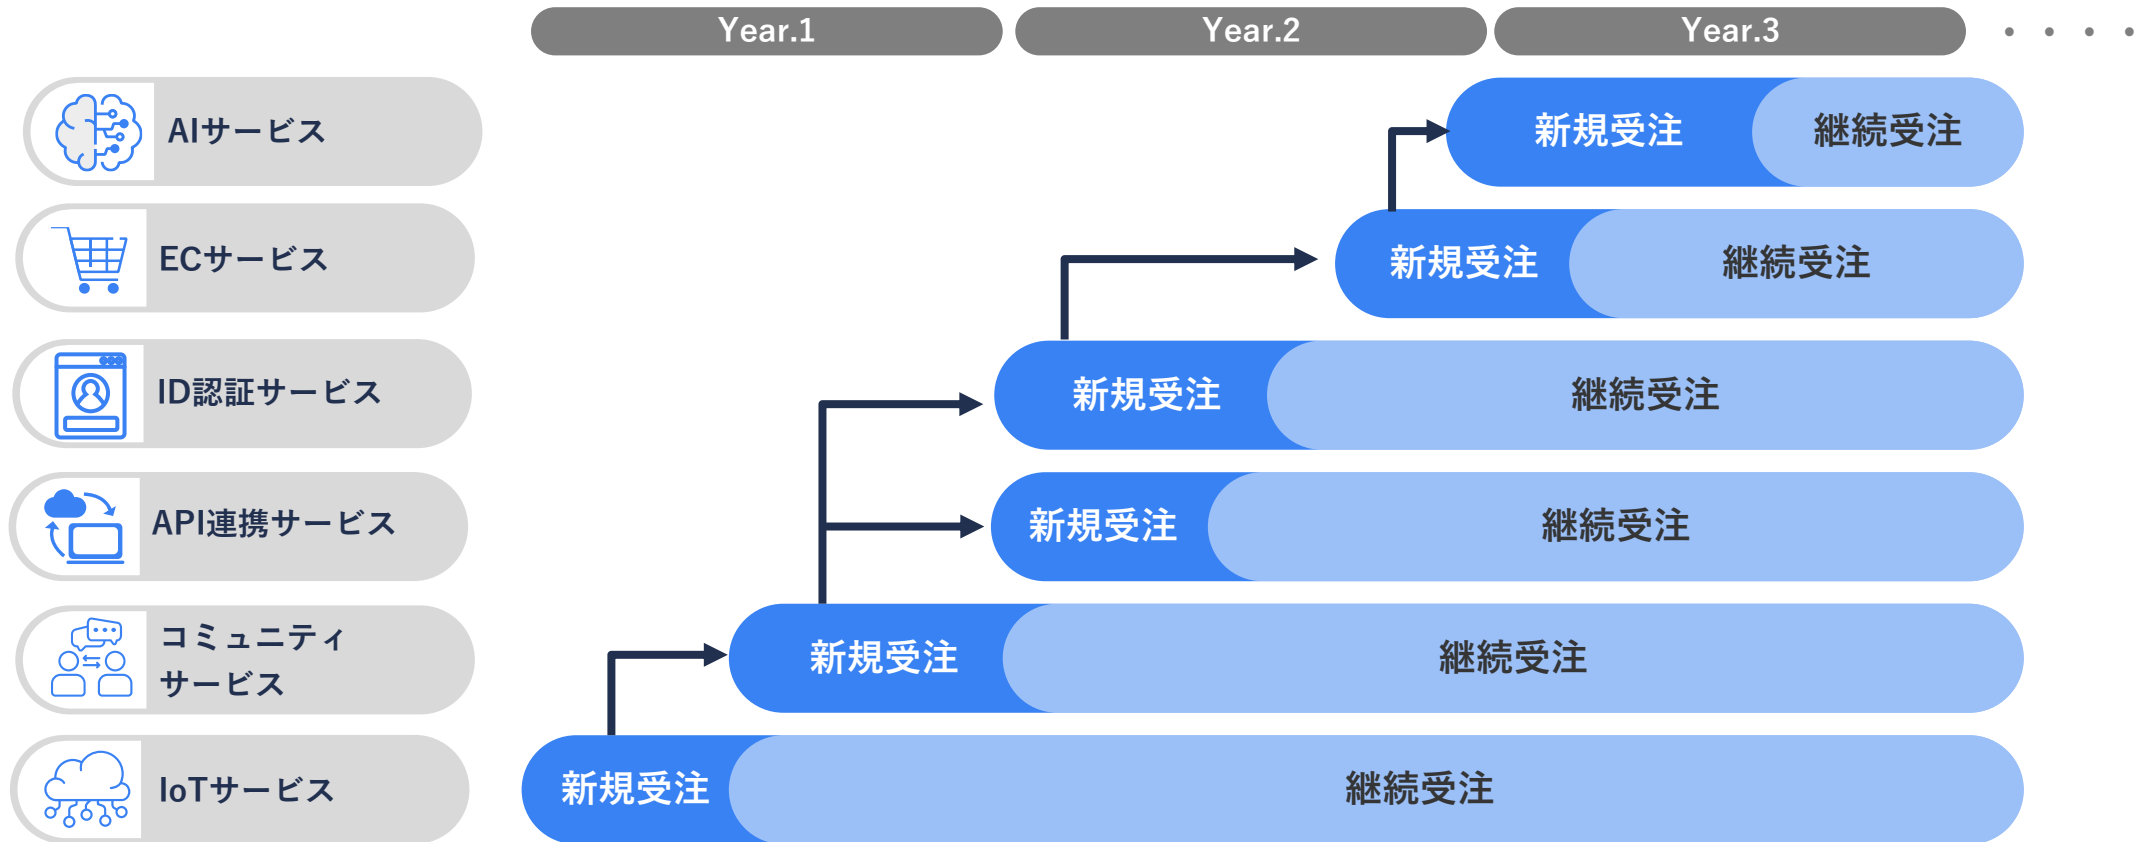 Year.1
Year.2
Year.3
・・・・
AIサービス
新規受注
継続受注
ECサービス
新規受注
継続受注
ID認証サービス
新規受注
継続受注
API連携サービス
新規受注
継続受注
コミュニティ
サービス
新規受注
継続受注
IoTサービス
新規受注
継続受注